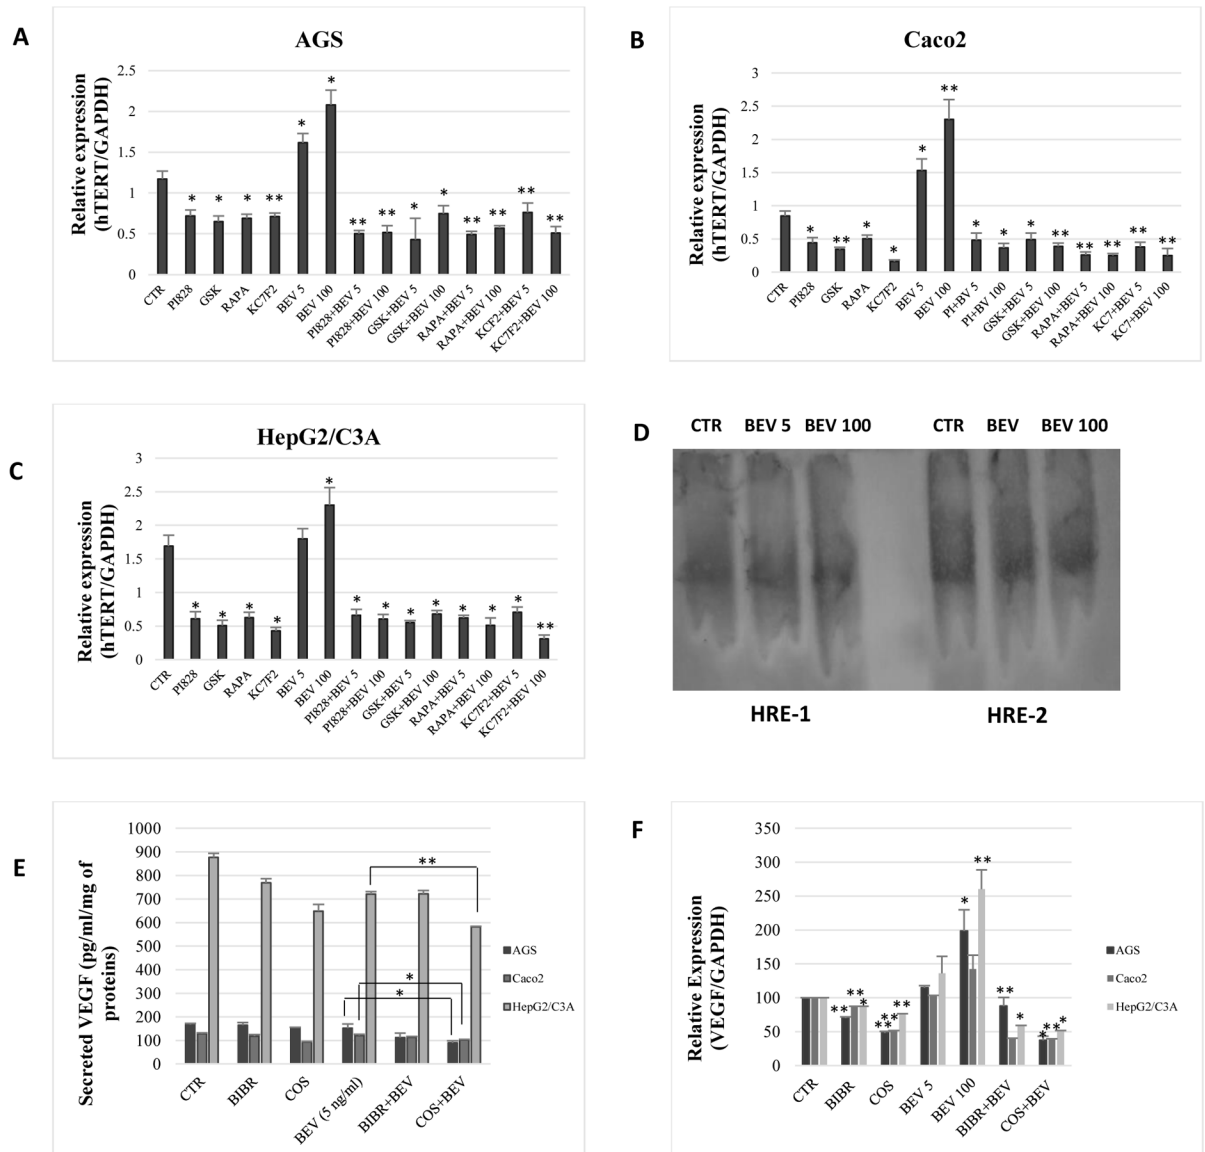 A
AGS
Relative expression
(hTERT/GAPDH)
2.5
2
1.5
1
0.5
0
* * * ** * * ** ** * * ** ** ** **
CTR PI828 GSK RAPA KC7F2 BEV 5 BEV 100 PI828+BEV 5 PI828+BEV 100 GSK+BEV 5 GSK+BEV 100 RAPA+BEV 5 RAPA+BEV 100 KCF2+BEV 5 KC7F2+BEV 100
B
Caco2
Relative expression
(hTERT/GAPDH)
3
2.5
2
1.5
1
0.5
0
* ** * * * ** * * * ** ** ** ** **
CTR PI828 GSK RAPA KC7F2 BEV 5 BEV 100 PI+BV 5 PI+BV 100 GSK+BEV 5 GSK+BEV 100 RAPA+BEV 5 RAPA+BEV 100 KC7+BEV 5 KC7+BEV 100
C
HepG2/C3A
Relative expression
(hTERT/GAPDH)
3
2.5
2
1.5
1
0.5
0
* * * * * * * * * * * * **
CTR PI828 GSK RAPA KC7F2 BEV 5 BEV 100 PI828+BEV 5 PI828+BEV 100 GSK+BEV 5 GSK+BEV 100 RAPA+BEV 5 RAPA+BEV 100 KC7F2+BEV 5 KC7F2+BEV 100
D
CTR BEV 5 BEV 100 CTR BEV BEV 100
HRE-1 HRE-2
E
Secreted VEGF (pg/ml/mg of
proteins)
1000
900
800
700
600
500
400
300
200
100
0
**
*
*
CTR BIBR COS BEV (5 ng/ml) BIBR+BEV COS+BEV
AGS
Caco2
HepG2/C3A
F
Relative Expression
(VEGF/GAPDH)
350
300
250
200
150
100
50
0
** ** * ** ** ** * ** ** * * ** *
CTR BIBR COS BEV 5 BEV 100 BIBR+BEV COS+BEV
AGS
Caco2
HepG2/C3A